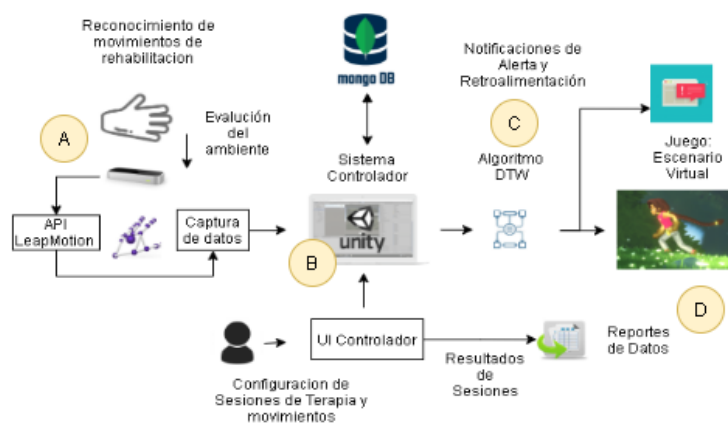 Reconocimiento de
movimientos de
rehabilitacion
A
Evalución
del
ambiente
API
LeapMotion
Captura
de datos
mongo DB
Sistema
Controlador
unity
B
Notificaciones de
Alerta y
Retroalimentación
C
Algoritmo
DTW
Juego:
Escenario
Virtual
D
UI Controlador
Configuracion de
Sesiones de Terapia y
movimientos
Resultados
de
Sesiones
Reportes
de Datos